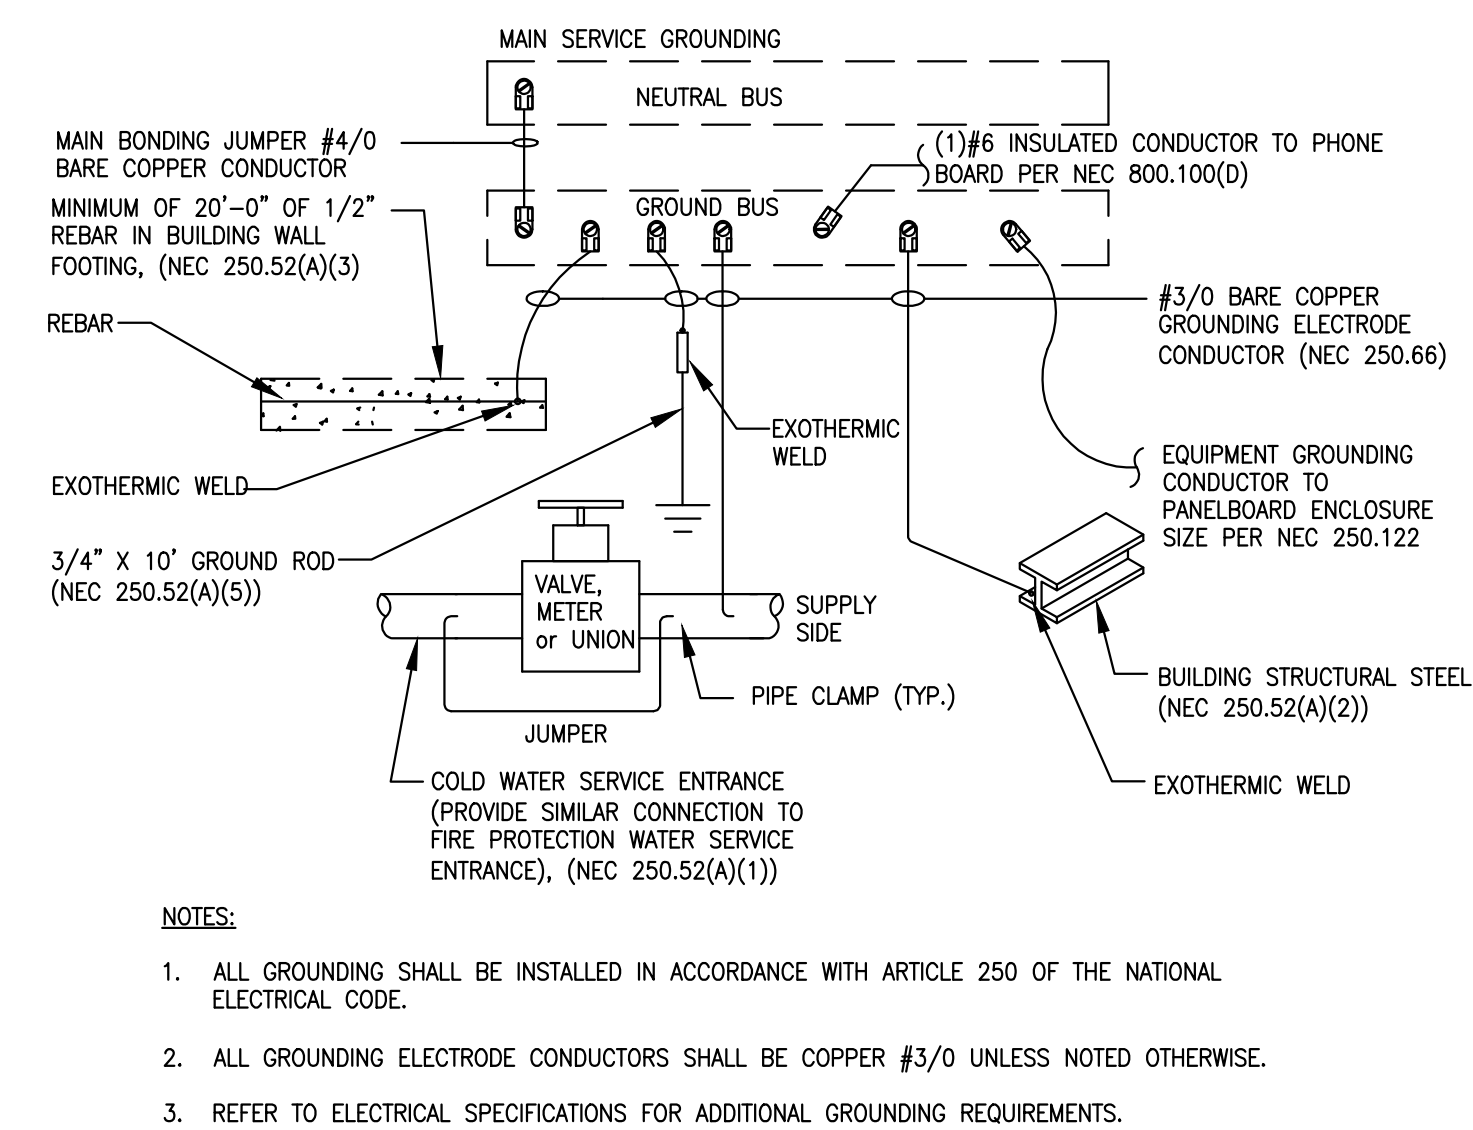 MAIN SERVICE GROUNDING
NEUTRAL BUS
MAIN BONDING JUMPER #4/0
BARE COPPER CONDUCTOR
(1)#6 INSULATED CONDUCTOR TO PHONE
BOARD PER NEC 800.100(D)
MINIMUM OF 20'-0" OF 1/2"
REBAR IN BUILDING WALL
FOOTING, (NEC 250.52(A)(3)
GROUND BUS
REBAR
#3/0 BARE COPPER
GROUNDING ELECTRODE
CONDUCTOR (NEC 250.66)
EXOTHERMIC
WELD
EXOTHERMIC WELD
EQUIPMENT GROUNDING
CONDUCTOR TO
PANELBOARD ENCLOSURE
SIZE PER NEC 250.122
3/4" X 10' GROUND ROD
(NEC 250.52(A)(5))
VALVE,
METER
or UNION
SUPPLY
SIDE
PIPE CLAMP (TYP.)
BUILDING STRUCTURAL STEEL
(NEC 250.52(A)(2))
JUMPER
EXOTHERMIC WELD
COLD WATER SERVICE ENTRANCE
(PROVIDE SIMILAR CONNECTION TO
FIRE PROTECTION WATER SERVICE
ENTRANCE), (NEC 250.52(A)(1))
NOTES:
1. ALL GROUNDING SHALL BE INSTALLED IN ACCORDANCE WITH ARTICLE 250 OF THE NATIONAL
ELECTRICAL CODE.
2. ALL GROUNDING ELECTRODE CONDUCTORS SHALL BE COPPER #3/0 UNLESS NOTED OTHERWISE.
3. REFER TO ELECTRICAL SPECIFICATIONS FOR ADDITIONAL GROUNDING REQUIREMENTS.